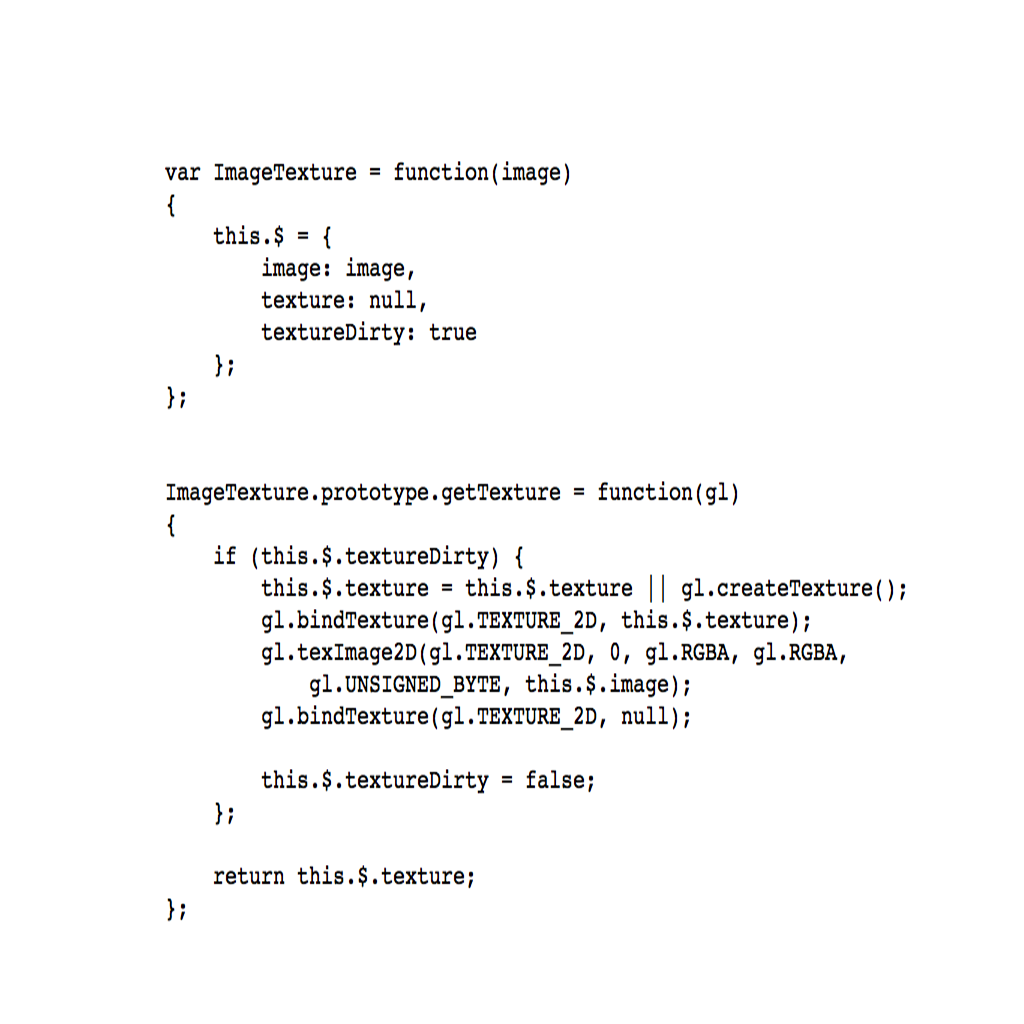 var ImageTexture = function(image)
{
    this.$ = {
        image: image,
        texture: null,
        textureDirty: true
    };
};
ImageTexture.prototype.getTexture = function(gl)
{
    if (this.$.textureDirty) {
        this.$.texture = this.$.texture || gl.createTexture();
        gl.bindTexture(gl.TEXTURE_2D, this.$.texture);
        gl.texImage2D(gl.TEXTURE_2D, 0, gl.RGBA, gl.RGBA,
            gl.UNSIGNED_BYTE, this.$.image);
        gl.bindTexture(gl.TEXTURE_2D, null);
        this.$.textureDirty = false;
    };
    return this.$.texture;
};